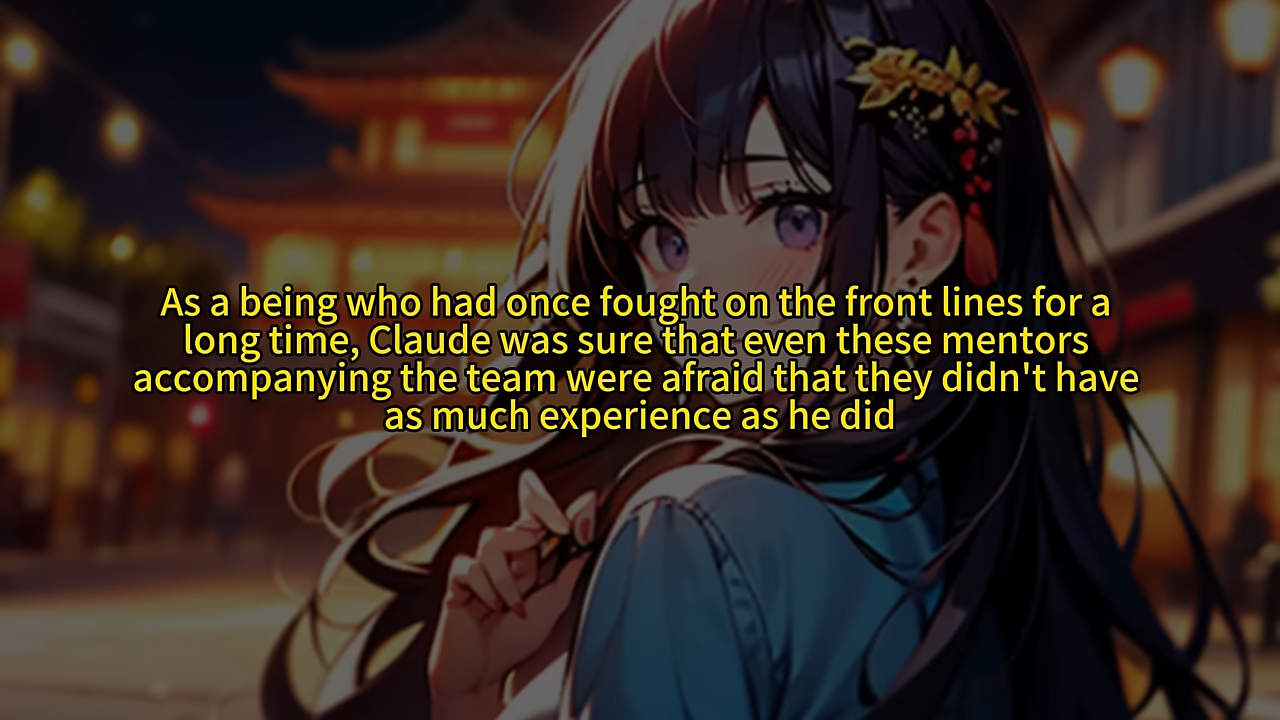 As a being who had once fought on the front lines for a
long time, Claude was sure that even these mentors
accompanying the team were afraid that they didn't have
as much experience as he did